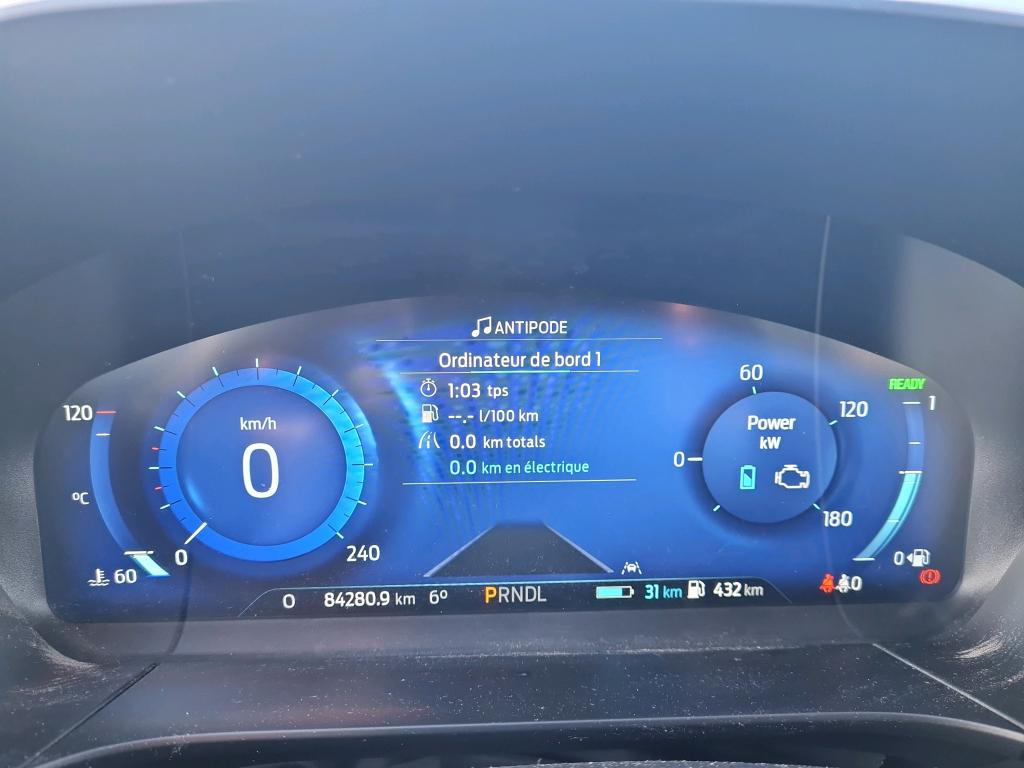 ANTIPODE
Ordinateur de bord 1
1:03 tps
--.- l/100 km
0.0 km totals
0.0 km en électrique
120
°C
60
km/h
0
0
240
60
120
0
180
Power
kW
READY
1
0
0 84280.9 km 6° PRNDL 31 km 432 km
0